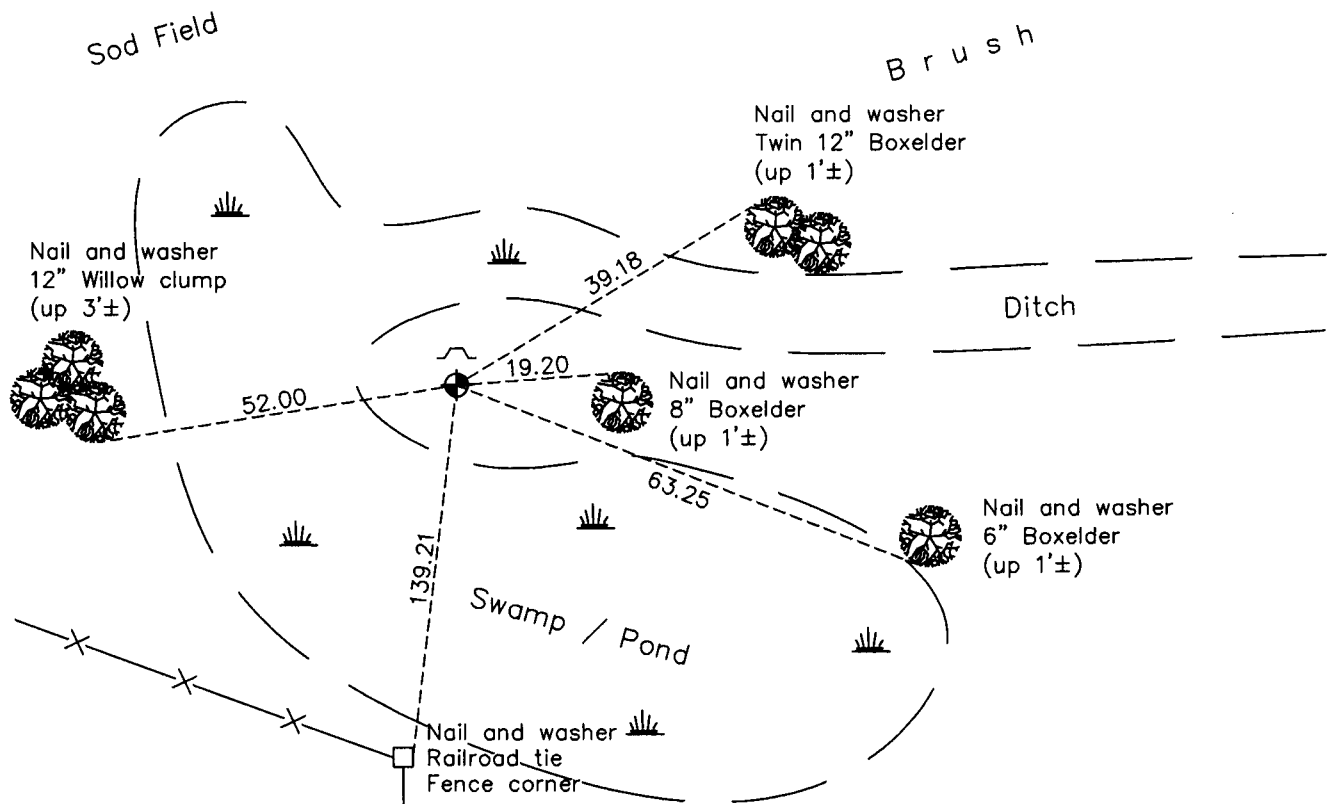 Sod Field
Brush
Nail and washer
Twin 12" Boxelder
(up 1'±)
Nail and washer
12" Willow clump
(up 3'±)
39.18
Ditch
19.20
52.00
Nail and washer
8" Boxelder
(up 1'±)
63.25
Nail and washer
6" Boxelder
(up 1'±)
139.21
Swamp / Pond
Nail and washer
Railroad tie
Fence corner